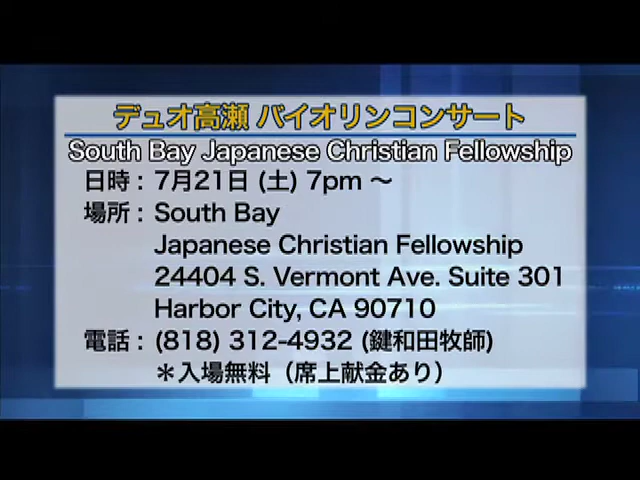 デュオ高瀬 バイオリンコンサート
South Bay Japanese Christian Fellowship
日時 : 7月21日 (土) 7pm ～
場所 : South Bay
Japanese Christian Fellowship
24404 S. Vermont Ave. Suite 301
Harbor City, CA 90710
電話 : (818) 312-4932 (鍵和田牧師)
＊入場無料（席上献金あり）